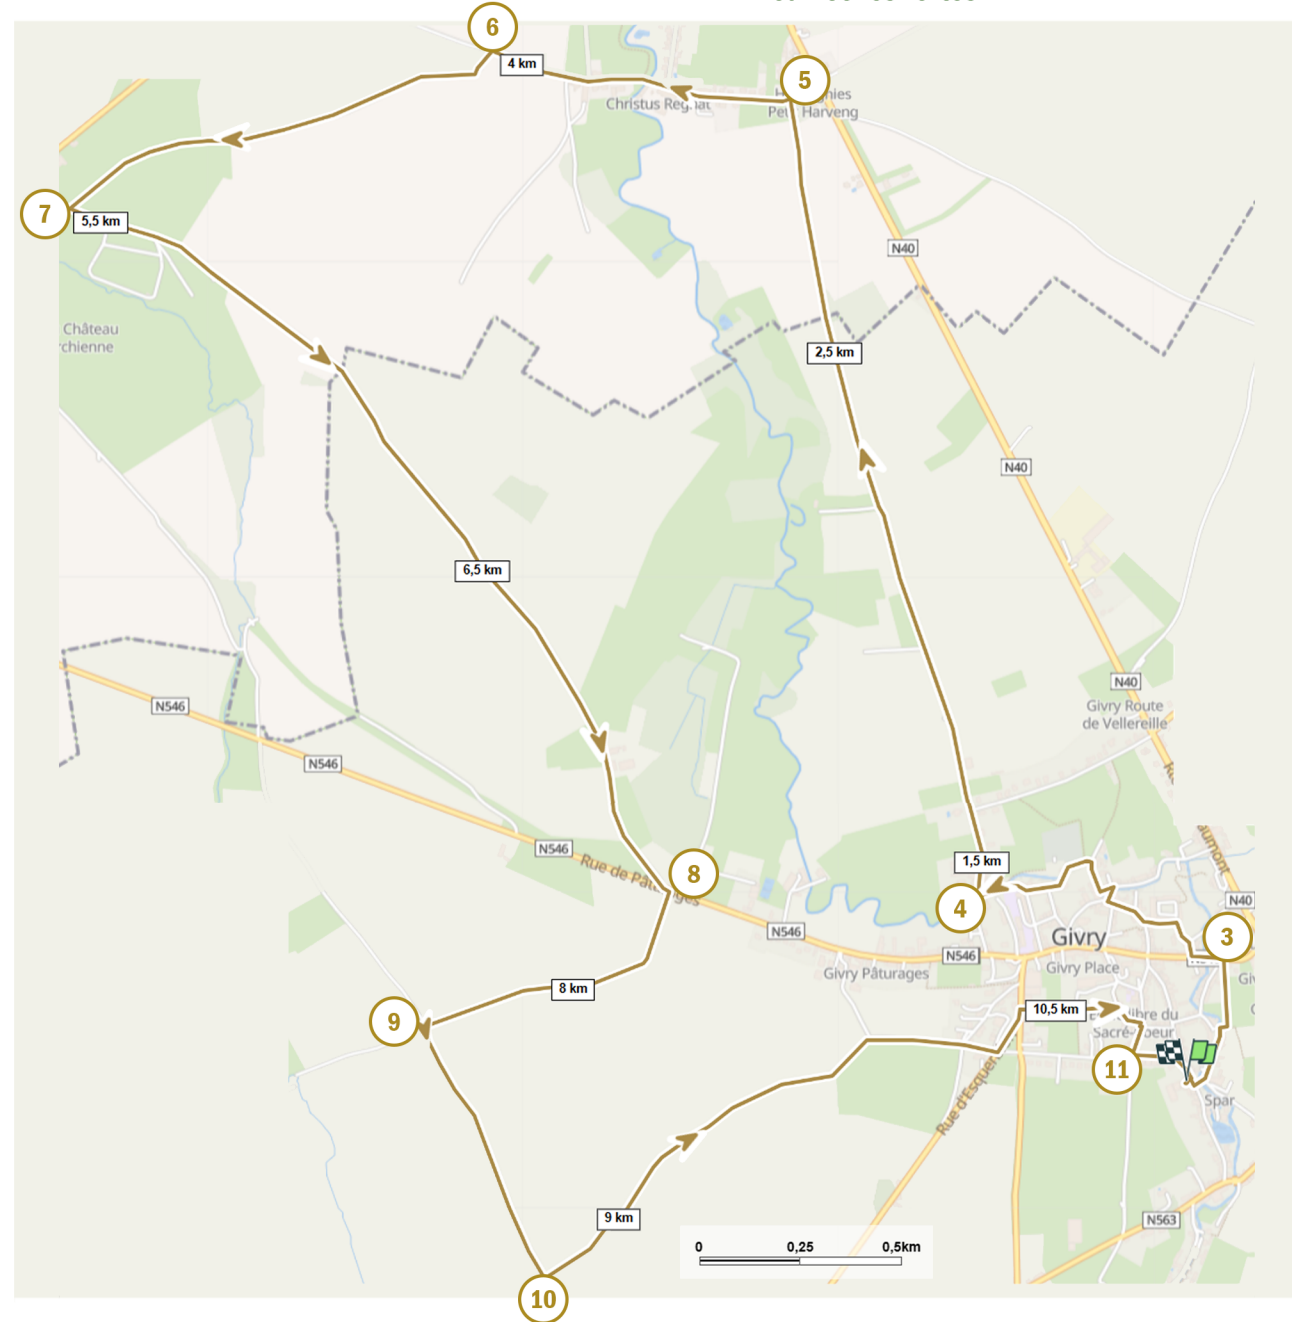 6
4 km
5
Christus Regnat
Harveng
7
5,5 km
N40
Château
2,5 km
N40
6,5 km
N40
Givry Route
de Vellereille
N546
N546
N546
Rue de Pâturages
8
1,5 km
4
N40
3
Givry
N546
N546
Givry Pâturages
Givry Place
8 km
9
10,5 km
11
Spar
Rue d'Esquer
9 km
N563
0 0,25 0,5km
10